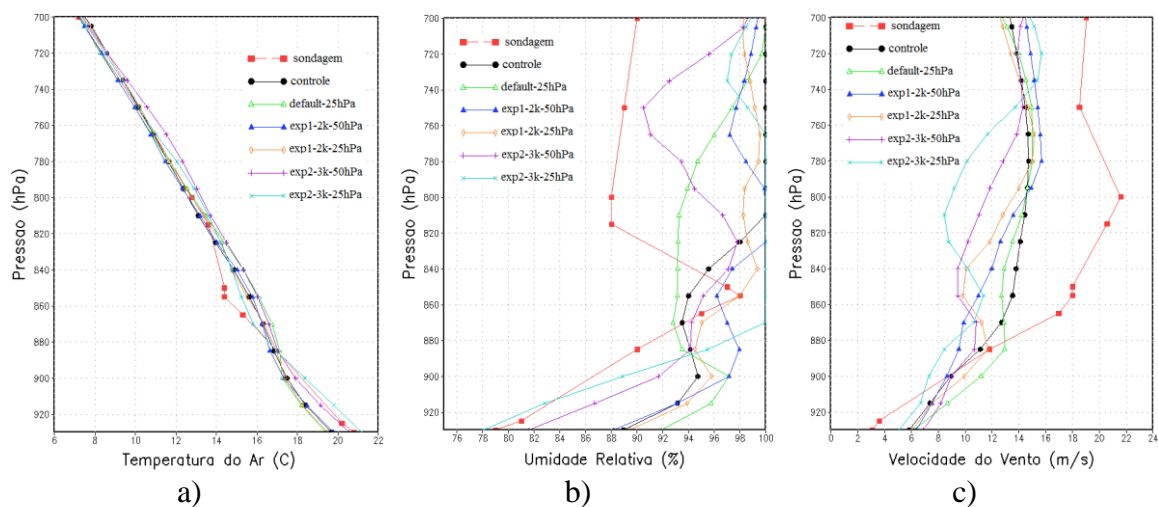 700
720
740
760
780
800
820
840
860
880
900
920
Pressao (hPa)
sondagem
controle
default-25hPa
exp1-2k-50hPa
exp1-2k-25hPa
exp2-3k-50hPa
exp2-3k-25hPa
6 8 10 12 14 16 18 20 22
Temperatura do Ar (C)
a)
700
720
740
760
780
800
820
840
860
880
900
920
Pressao (hPa)
sondagem
controle
default-25hPa
exp1-2k-50hPa
exp1-2k-25hPa
exp2-3k-50hPa
exp2-3k-25hPa
76 78 80 82 84 86 88 90 92 94 96 98 100
Umidade Relativa (%)
b)
700
720
740
760
780
800
820
840
860
880
900
920
Pressao (hPa)
sondagem
controle
default-25hPa
exp1-2k-50hPa
exp1-2k-25hPa
exp2-3k-50hPa
exp2-3k-25hPa
0 2 4 6 8 10 12 14 16 18 20 22 24
Velocidade do Vento (m/s)
c)